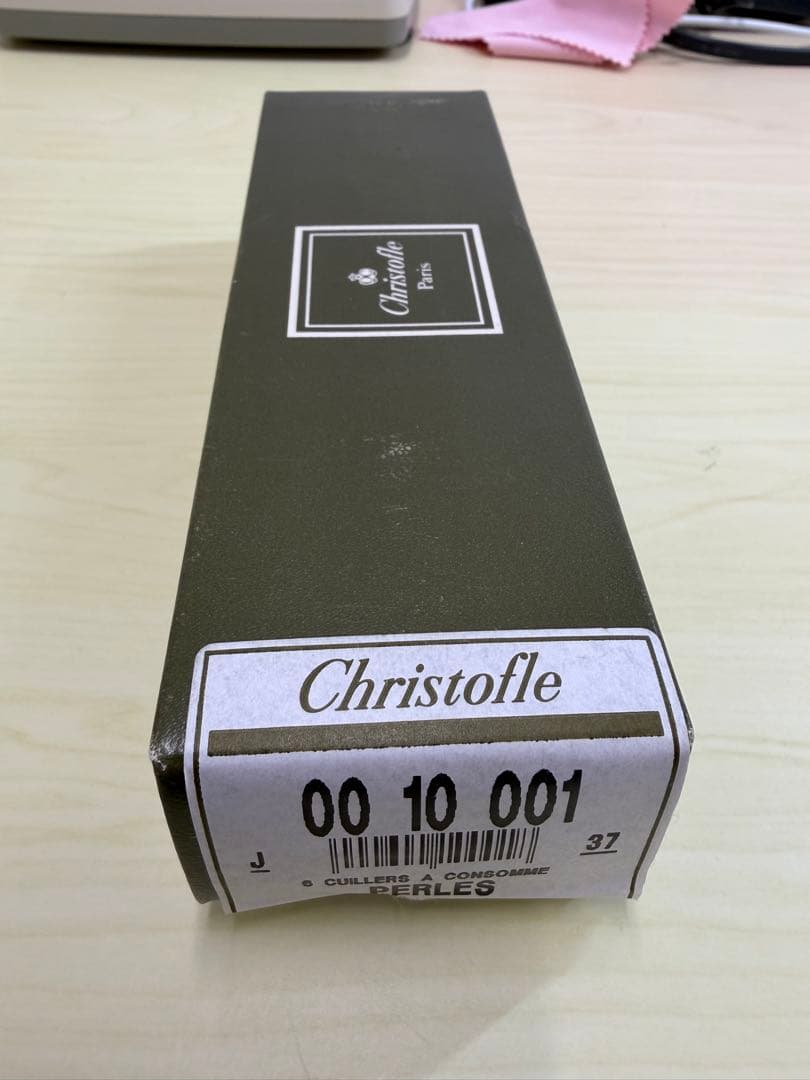 Christofle
Paris
Christofle
00 10 001
J
37
6 CUILLERS A CONSOMME
PERLES